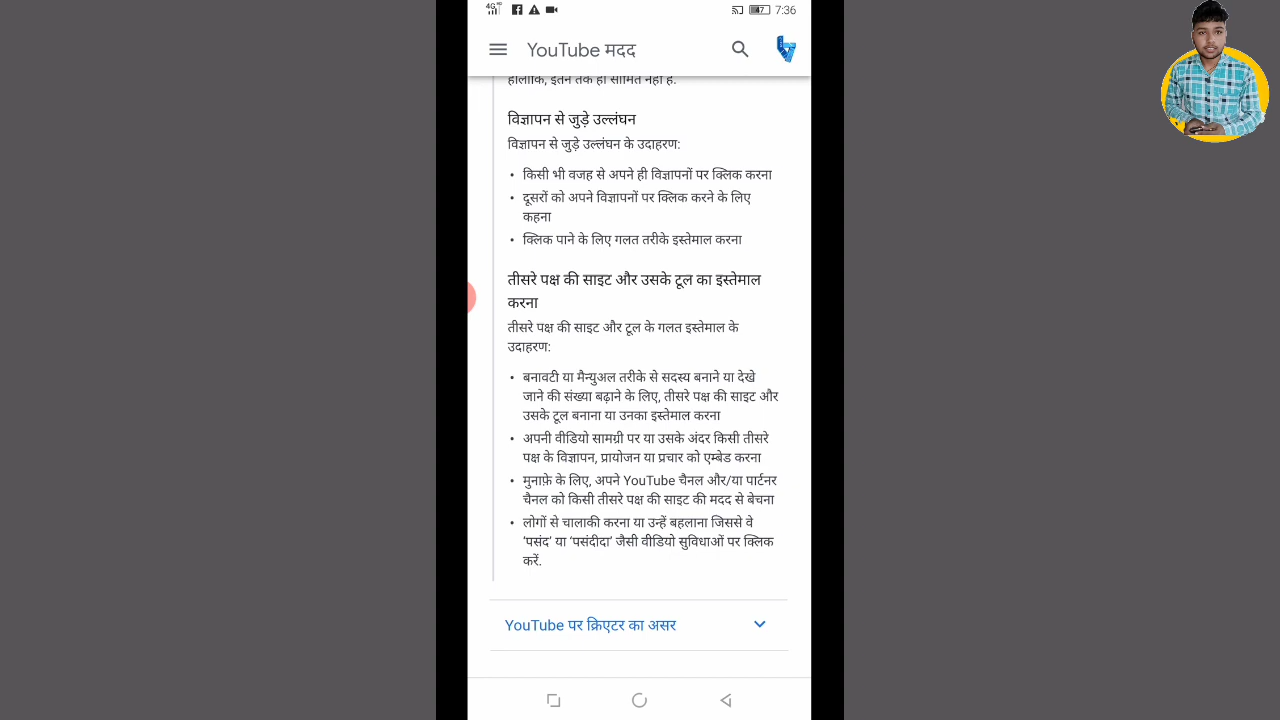 4G
47
7:36
YouTube मदद
हालांकि, इतने तक ही सीमित नहीं है.
विज्ञापन से जुड़े उल्लंघन
विज्ञापन से जुड़े उल्लंघन के उदाहरण:
• किसी भी वजह से अपने ही विज्ञापनों पर क्लिक करना
• दूसरों को अपने विज्ञापनों पर क्लिक करने के लिए
कहना
• क्लिक पाने के लिए गलत तरीके इस्तेमाल करना
तीसरे पक्ष की साइट और उसके टूल का इस्तेमाल
करना
तीसरे पक्ष की साइट और टूल के गलत इस्तेमाल के
उदाहरण:
• बनावटी या मैन्युअल तरीके से सदस्य बनाने या देखे
जाने की संख्या बढ़ाने के लिए, तीसरे पक्ष की साइट और
उसके टूल बनाना या उनका इस्तेमाल करना
• अपनी वीडियो सामग्री पर या उसके अंदर किसी तीसरे
पक्ष के विज्ञापन, प्रायोजन या प्रचार को एम्बेड करना
• मुनाफ़े के लिए, अपने YouTube चैनल और/या पार्टनर
चैनल को किसी तीसरे पक्ष की साइट की मदद से बेचना
• लोगों से चालाकी करना या उन्हें बहलाना जिससे वे
‘पसंद’ या ‘पसंदीदा’ जैसी वीडियो सुविधाओं पर क्लिक
करें.
YouTube पर क्रिएटर का असर